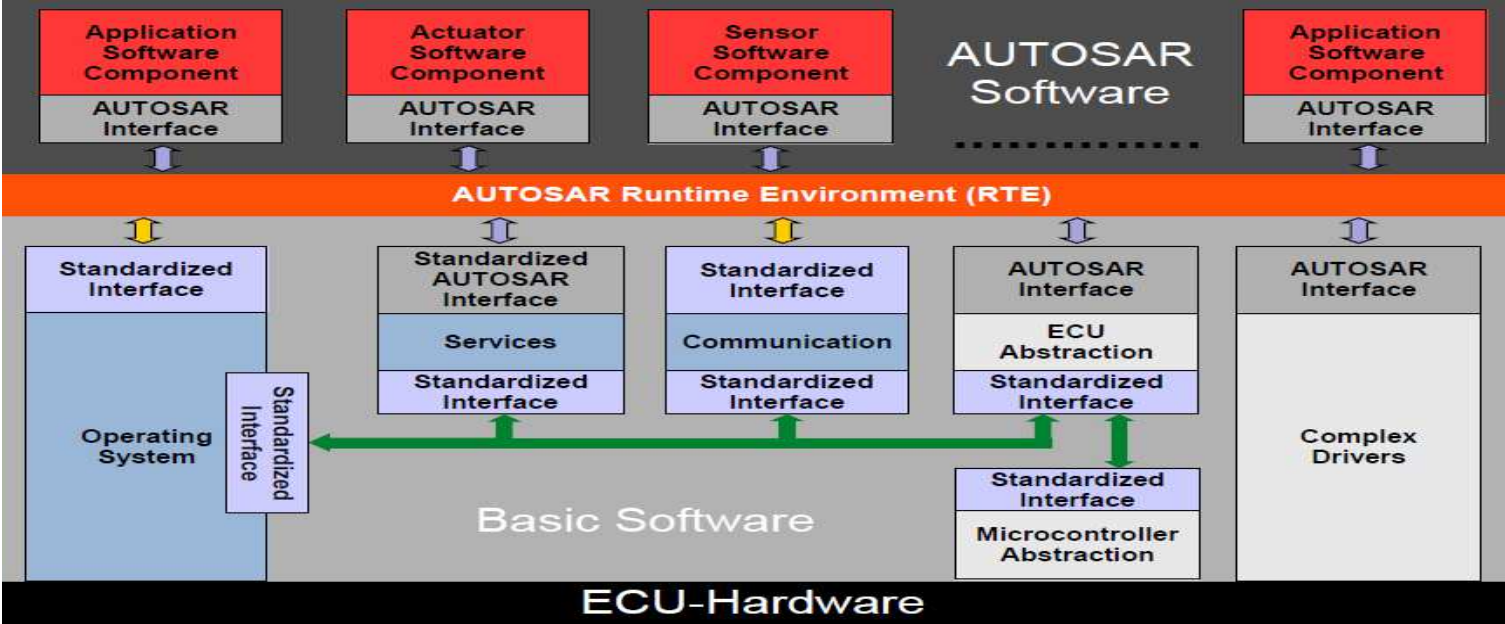 Application
Software
Component
AUTOSAR
Interface
Actuator
Software
Component
AUTOSAR
Interface
Sensor
Software
Component
AUTOSAR
Interface
AUTOSAR
Software
Application
Software
Component
AUTOSAR
Interface
AUTOSAR Runtime Environment (RTE)
Standardized
Interface
Operating
System
Standardized
Interface
Standardized
AUTOSAR
Interface
Services
Standardized
Interface
Standardized
Interface
Communication
Standardized
Interface
AUTOSAR
Interface
ECU
Abstraction
Standardized
Interface
Standardized
Interface
Microcontroller
Abstraction
AUTOSAR
Interface
Complex
Drivers
Basic Software
ECU-Hardware